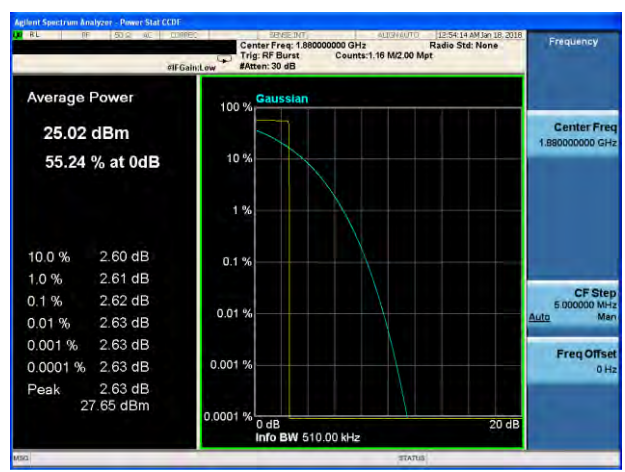 Agilent Spectrum Analyzer - Power Stat CCDF
RL RF 50 Ω AC CORREC SENSE:INT ALIGN AUTO 12:54:14 AM Jan 18, 2018
Center Freq: 1.880000000 GHz Radio Std: None
Trig: RF Burst Counts:1.16 M/2.00 Mpt
#IFGain:Low #Atten: 30 dB
Frequency
Average Power
25.02 dBm
55.24 % at 0dB
10.0 % 2.60 dB
1.0 % 2.61 dB
0.1 % 2.62 dB
0.01 % 2.63 dB
0.001 % 2.63 dB
0.0001 % 2.63 dB
Peak 2.63 dB
27.65 dBm
Gaussian
100 %
10 %
1 %
0.1 %
0.01 %
0.001 %
0.0001 %
0 dB 20 dB
Info BW 510.00 kHz
Center Freq
1.880000000 GHz
CF Step
5.000000 MHz
Auto Man
Freq Offset
0 Hz
MSG STATUS